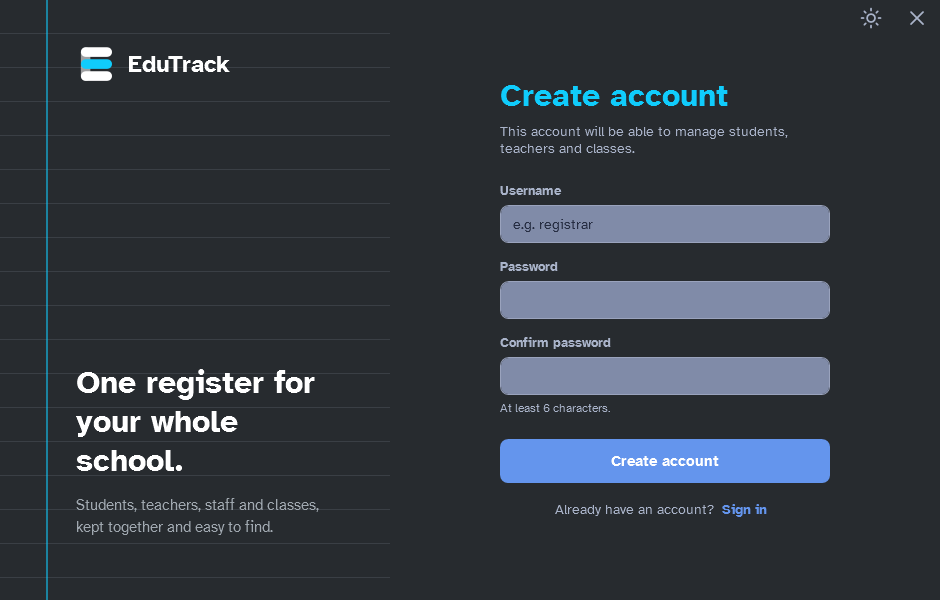 EduTrack
One register for
your whole
school.
Students, teachers, staff and classes,
kept together and easy to find.
Create account
This account will be able to manage students,
teachers and classes.
Username
e.g. registrar
Password
Confirm password
At least 6 characters.
Create account
Already have an account? Sign in